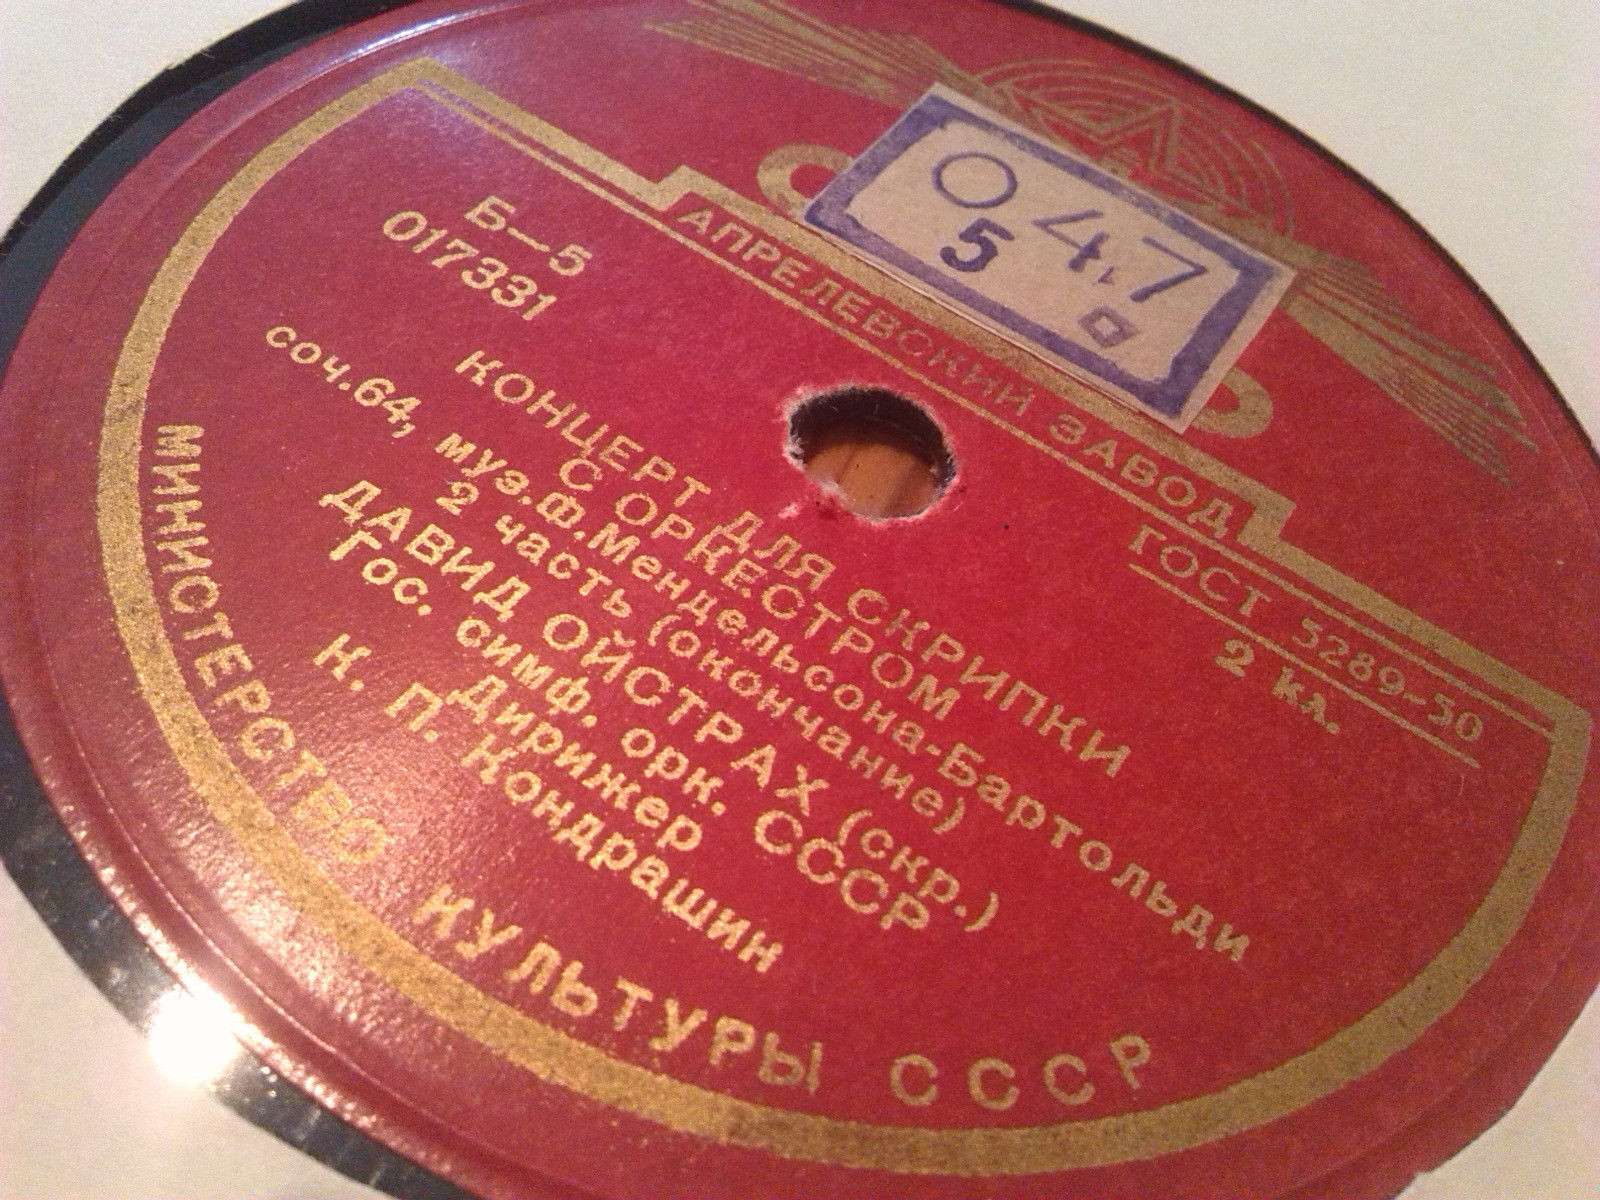 О 47
5
АПРЕЛЕВСКИЙ ЗАВОД
ГОСТ 5289-50
2 кл.
Б—5
017331
КОНЦЕРТ ДЛЯ СКРИПКИ
С ОРКЕСТРОМ
соч.64, муз.Ф.Мендельсона-Бартольди
2 часть (окончание)
ДАВИД ОЙСТРАХ (скр.)
Гос. симф. орк. СССР
Дирижер
К. П. Кондрашин
МИНИСТЕРСТВО КУЛЬТУРЫ СССР